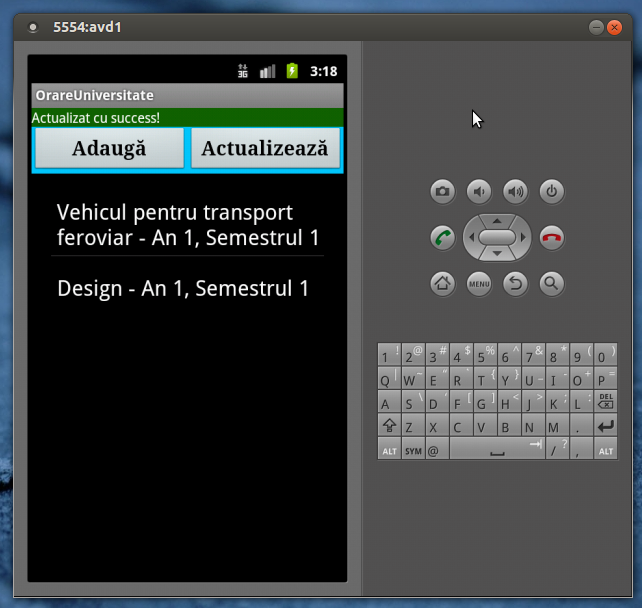 5554:avd1
3G 3:18
OrareUniversitate
Actualizat cu success!
Adaugă Actualizează
Vehicul pentru transport
feroviar - An 1, Semestrul 1
Design - An 1, Semestrul 1
MENU
1 ! 2 @ 3 # 4 $ 5 % 6 ^ 7 & 8 * 9 ( 0 )
Q | W ~ E " R ` T { Y } U _ I - O + P =
A S \ D ' F [ G ] H < J > K ; L : DEL
Z X C V B N M .
ALT SYM @ / ? , ALT